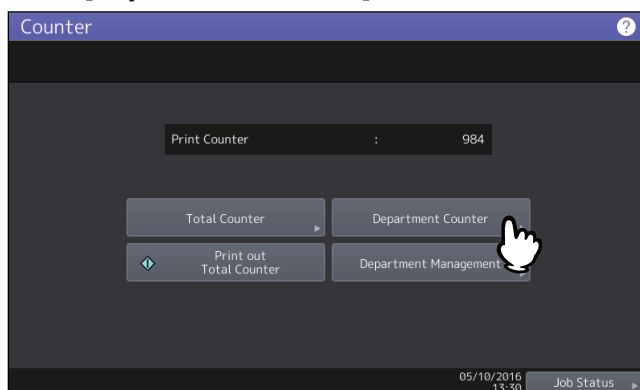 Counter
?
Print Counter : 984
Total Counter
Department Counter
Print out
Total Counter
Department Management
05/10/2016
13:30
Job Status